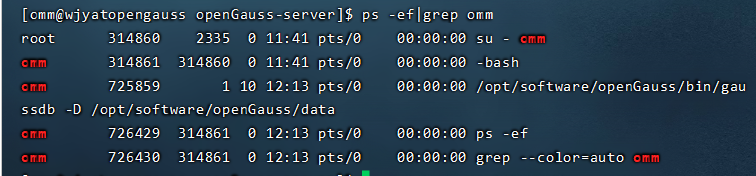 [omm@wjyatopengauss openGauss-server]$ ps -ef|grep omm
root 314860 2335 0 11:41 pts/0 00:00:00 su - omm
omm 314861 314860 0 11:41 pts/0 00:00:00 -bash
omm 725859 1 10 12:13 pts/0 00:00:00 /opt/software/openGauss/bin/gau
ssdb -D /opt/software/openGauss/data
omm 726429 314861 0 12:13 pts/0 00:00:00 ps -ef
omm 726430 314861 0 12:13 pts/0 00:00:00 grep --color=auto omm